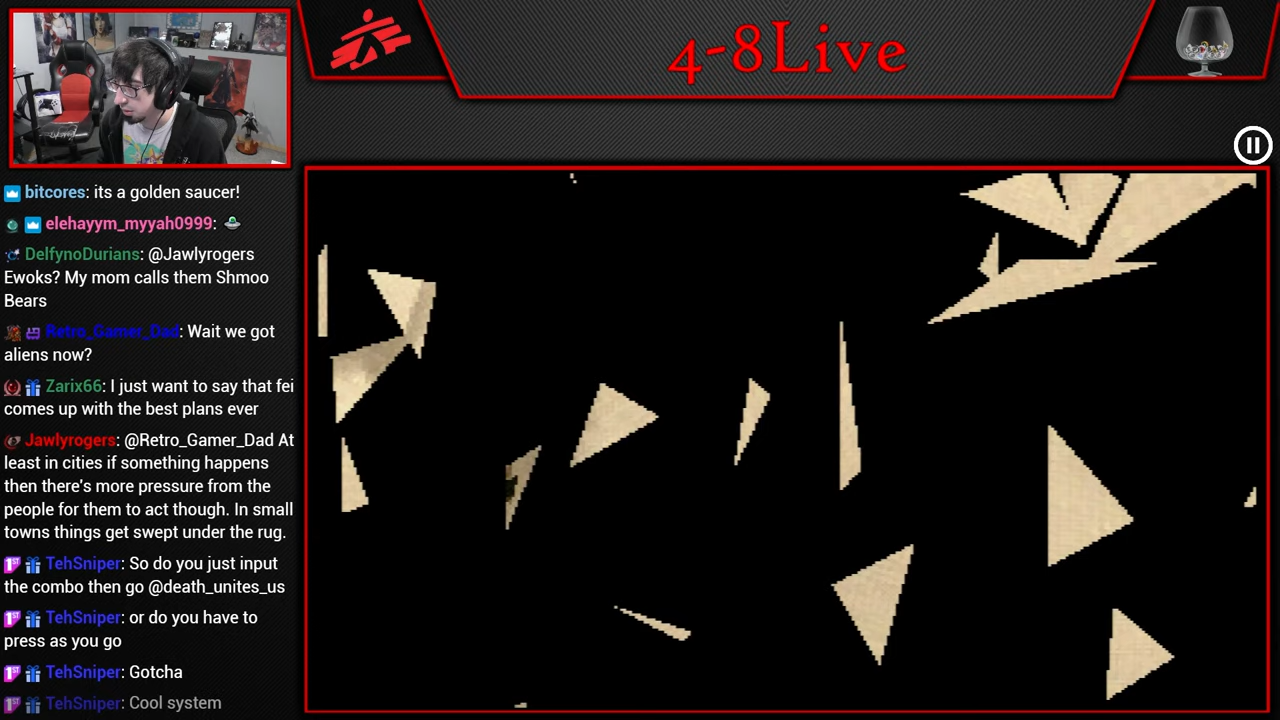 4-8Live
bitcores: its a golden saucer!
elehayym_myyah0999:
DelfynoDurians: @Jawlyrogers
Ewoks? My mom calls them Shmoo
Bears
Retro_Gamer_Dad: Wait we got
aliens now?
Zarix66: I just want to say that fei
comes up with the best plans ever
Jawlyrogers: @Retro_Gamer_Dad At
least in cities if something happens
then there's more pressure from the
people for them to act though. In small
towns things get swept under the rug.
TehSniper: So do you just input
the combo then go @death_unites_us
TehSniper: or do you have to
press as you go
TehSniper: Gotcha
TehSniper: Cool system